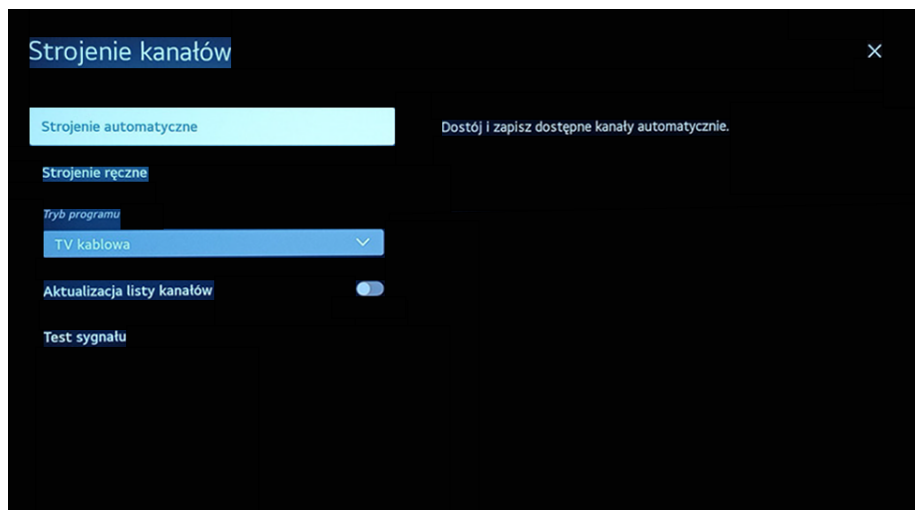 Strojenie kanałów
Strojenie automatyczne
Dostój i zapisz dostępne kanały automatycznie.
Strojenie ręczne
Tryb programu
TV kablowa
Aktualizacja listy kanałów
Test sygnału